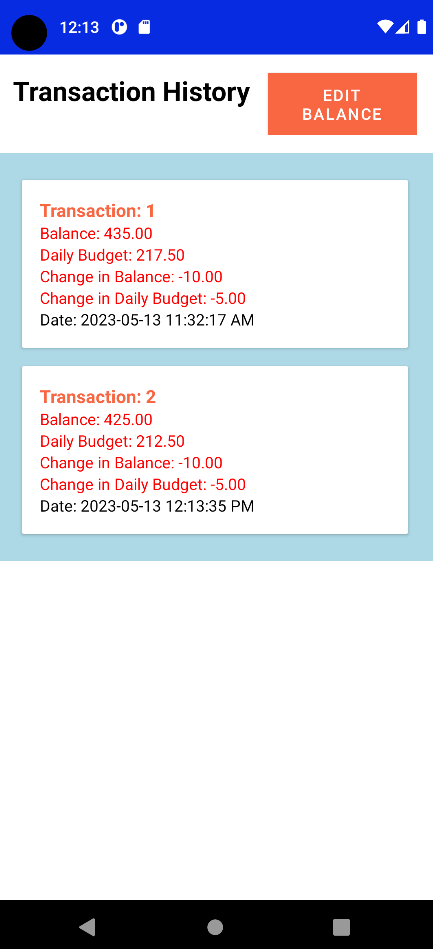 12:13
Transaction History
EDIT
BALANCE
Transaction: 1
Balance: 435.00
Daily Budget: 217.50
Change in Balance: -10.00
Change in Daily Budget: -5.00
Date: 2023-05-13 11:32:17 AM
Transaction: 2
Balance: 425.00
Daily Budget: 212.50
Change in Balance: -10.00
Change in Daily Budget: -5.00
Date: 2023-05-13 12:13:35 PM